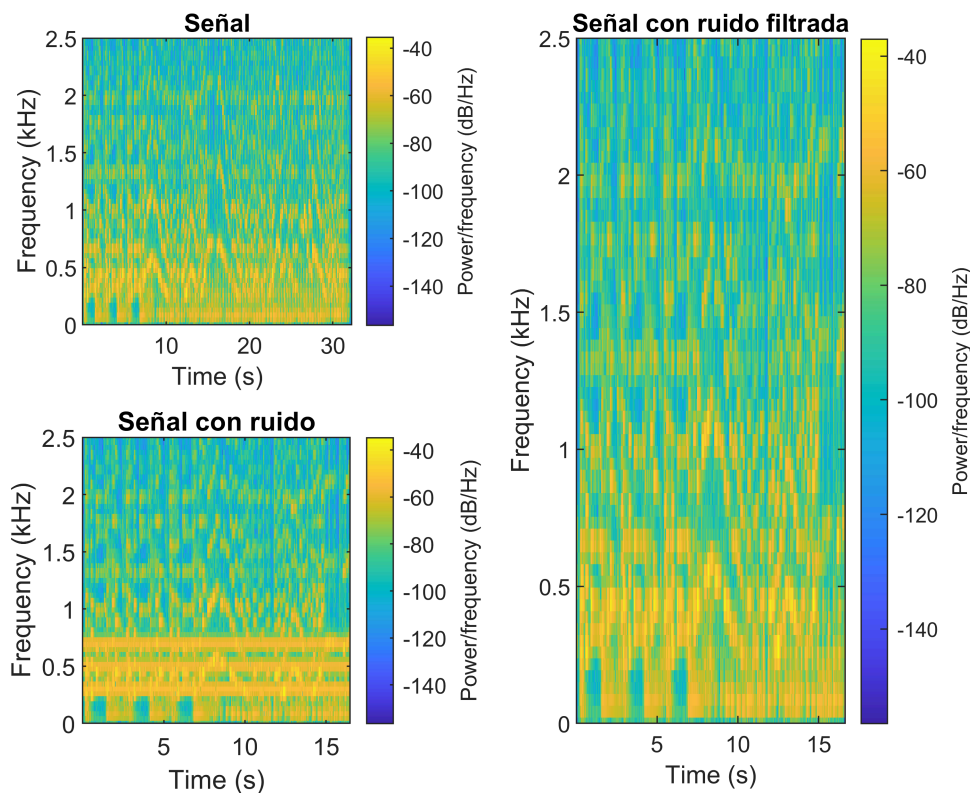 Señal
2.5
2
1.5
1
0.5
0
Frequency (kHz)
10 20 30
Time (s)
-40
-60
-80
-100
-120
-140
Power/frequency (dB/Hz)
Señal con ruido
2.5
2
1.5
1
0.5
0
Frequency (kHz)
5 10 15
Time (s)
-40
-60
-80
-100
-120
-140
Power/frequency (dB/Hz)
Señal con ruido filtrada
2.5
2
1.5
1
0.5
0
Frequency (kHz)
5 10 15
Time (s)
-40
-60
-80
-100
-120
-140
Power/frequency (dB/Hz)